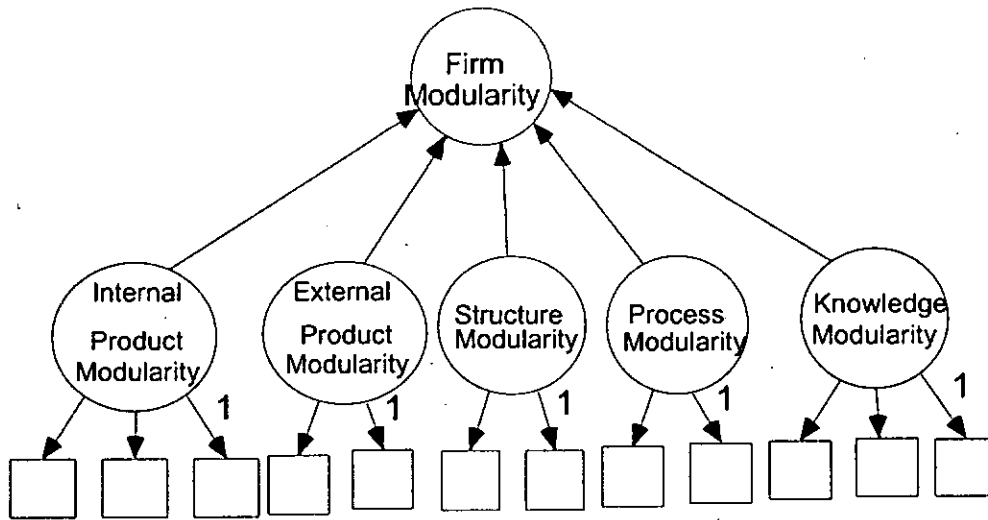 Firm
Modularity
Internal
Product
Modularity
External
Product
Modularity
Structure
Modularity
Process
Modularity
Knowledge
Modularity
1
1
1
1
1